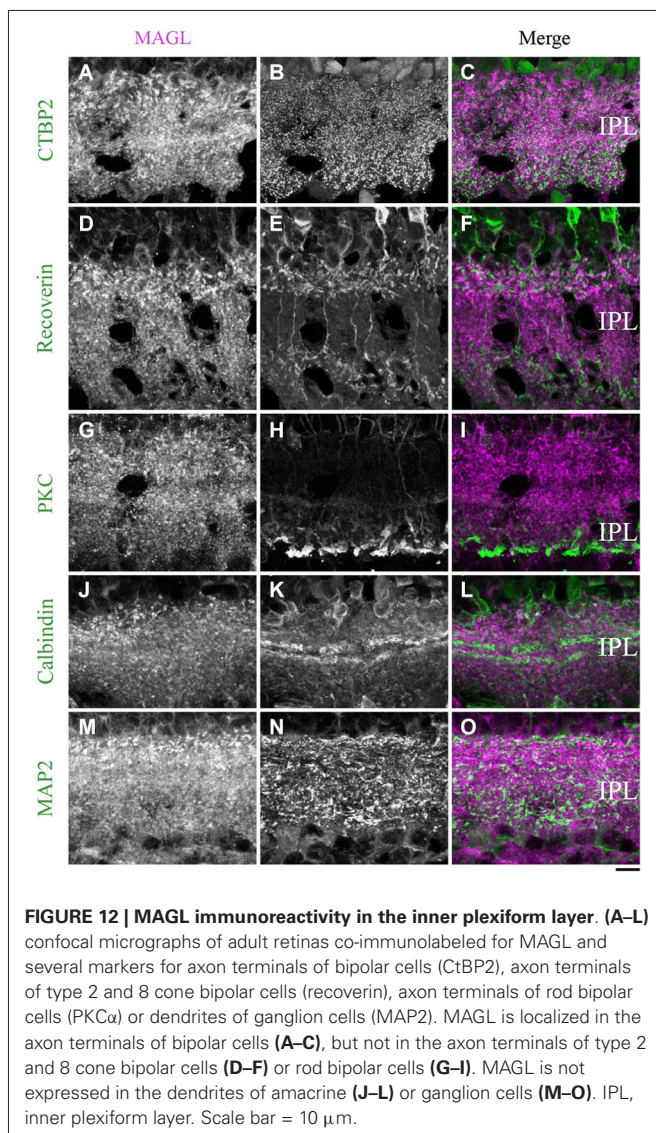 MAGL Merge
CTBP2 A B C IPL
Recoverin D E F IPL
PKC G H I IPL
Calbindin J K L IPL
MAP2 M N O IPL
FIGURE 12 | MAGL immunoreactivity in the inner plexiform layer. (A–L)
confocal micrographs of adult retinas co-immunolabeled for MAGL and
several markers for axon terminals of bipolar cells (CtBP2), axon terminals
of type 2 and 8 cone bipolar cells (recoverin), axon terminals of rod bipolar
cells (PKCα) or dendrites of ganglion cells (MAP2). MAGL is localized in the
axon terminals of bipolar cells (A–C), but not in the axon terminals of type 2
and 8 cone bipolar cells (D–F) or rod bipolar cells (G–I). MAGL is not
expressed in the dendrites of amacrine (J–L) or ganglion cells (M–O). IPL,
inner plexiform layer. Scale bar = 10 μm.